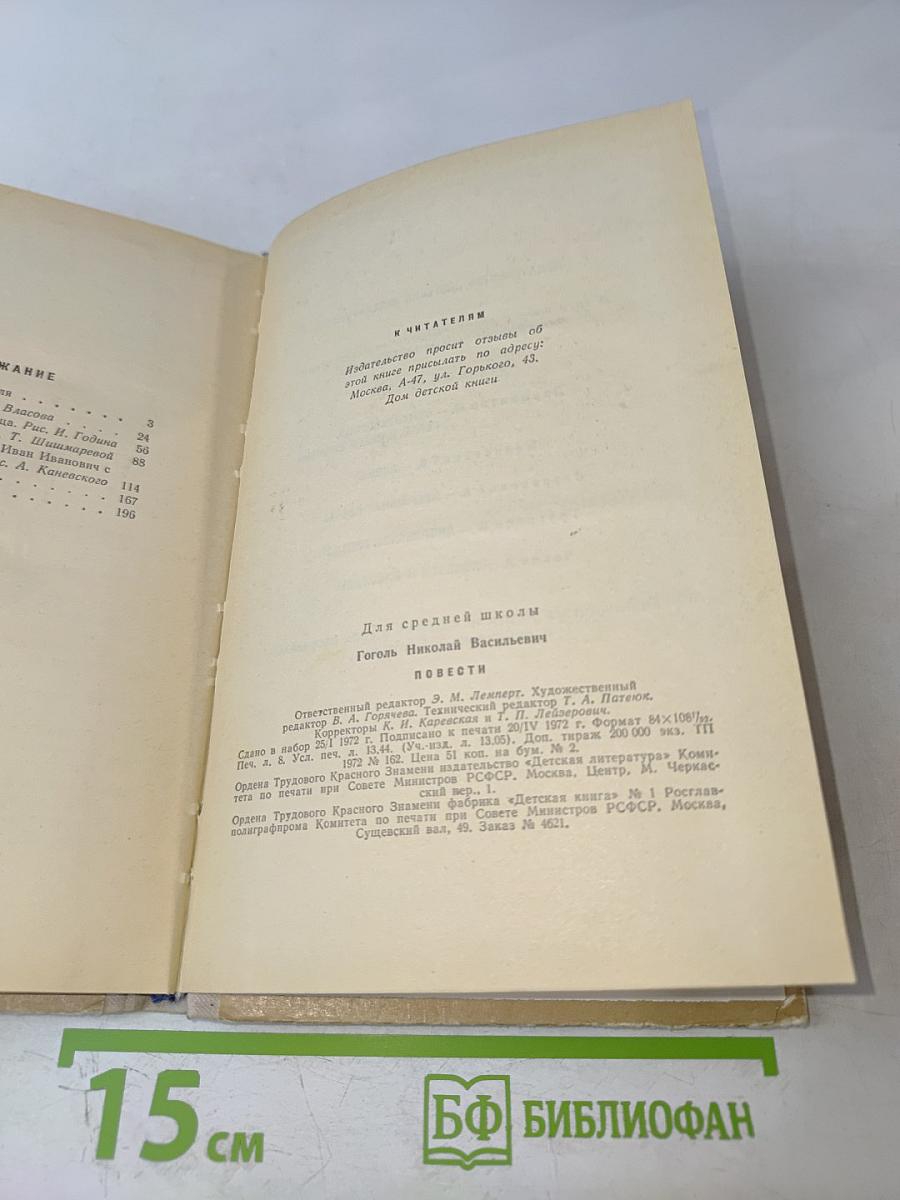 ЖАНИЕ
ля . . . . . . . 3
Власова . . . . 24
ца. Рис. И. Година 56
Т. Шишмаревой 88
Иван Иванович с
с. А. Каневского 114
. . . . . . . 167
. . . . . . . 196
К ЧИТАТЕЛЯМ
Издательство просит отзывы об
этой книге присылать по адресу:
Москва, А-47, ул. Горького, 43.
Дом детской книги
Для средней школы
Гоголь Николай Васильевич
ПОВЕСТИ
Ответственный редактор Э. М. Лемперт. Художественный
редактор В. А. Горячева. Технический редактор Т. А. Патеюк.
Корректоры К. И. Каревская и Т. П. Лейзерович.
Сдано в набор 25/I 1972 г. Подписано к печати 20/IV 1972 г. Формат 84×108¹/₃₂.
Печ. л. 8. Усл. печ. л. 13,44. (Уч.-изд. л. 13,05). Доп. тираж 200 000 экз. ТП
1972 № 162. Цена 51 коп. на бум. № 2.
Ордена Трудового Красного Знамени издательство «Детская литература» Коми-
тета по печати при Совете Министров РСФСР. Москва, Центр, М. Черкас-
ский вер., 1.
Ордена Трудового Красного Знамени фабрика «Детская книга» № 1 Росглав-
полиграфпрома Комитета по печати при Совете Министров РСФСР. Москва,
Сущевский вал, 49. Заказ № 4621.
15 см
БФ БИБЛИОФАН